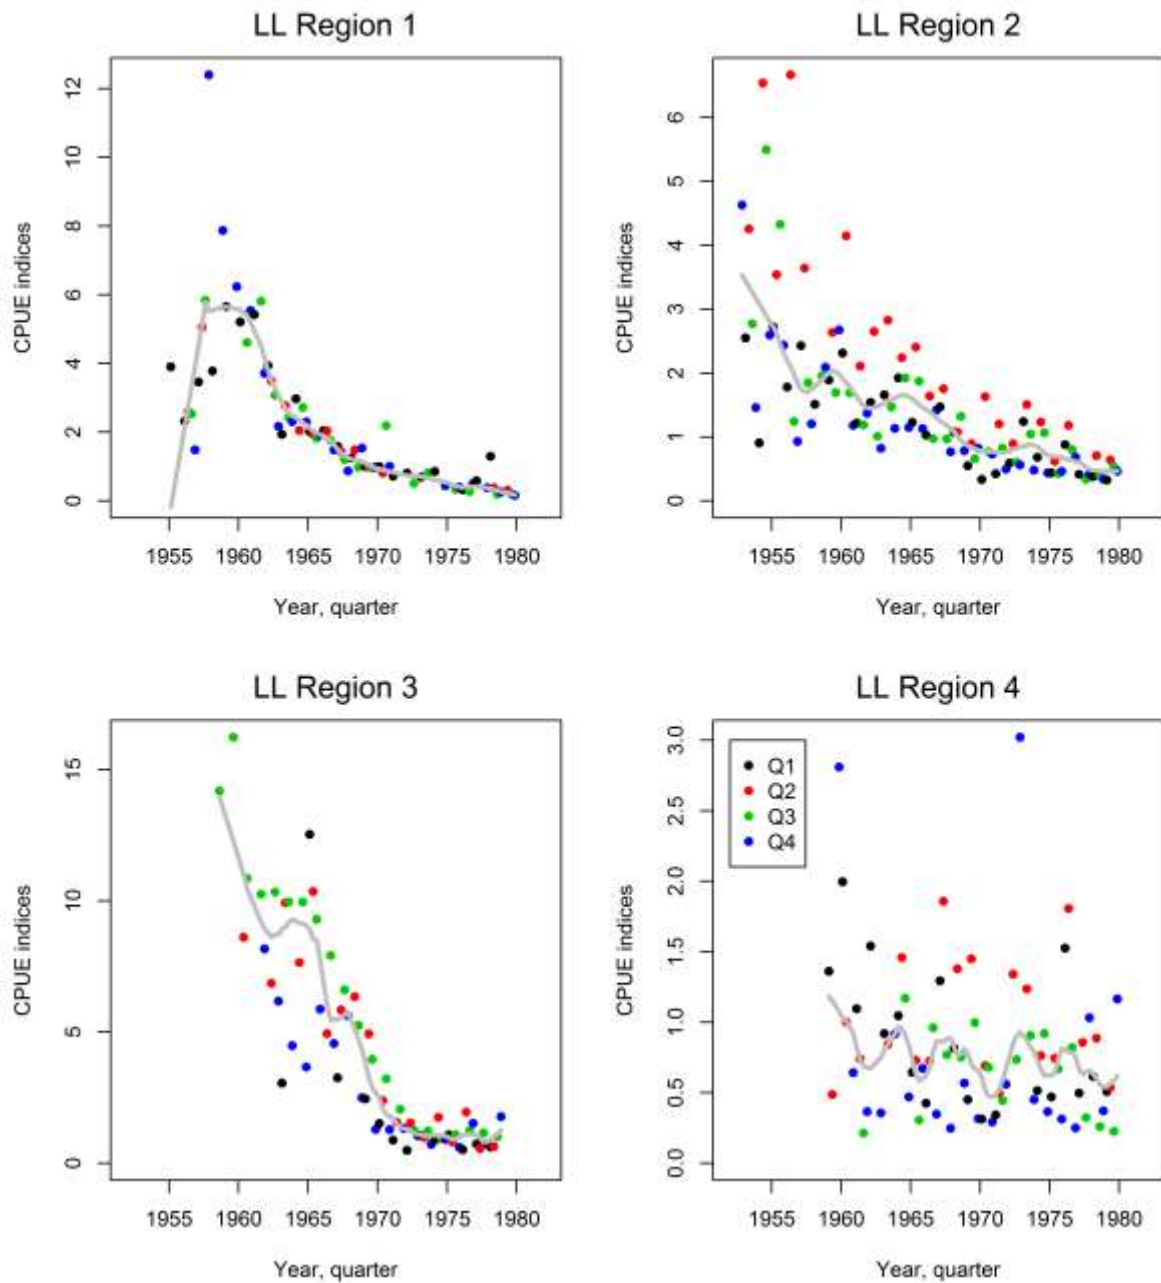 LL Region 1
CPUE indices
12
10
8
6
4
2
0
1955 1960 1965 1970 1975 1980
Year, quarter
LL Region 2
CPUE indices
6
5
4
3
2
1
0
1955 1960 1965 1970 1975 1980
Year, quarter
LL Region 3
CPUE indices
15
10
5
0
1955 1960 1965 1970 1975 1980
Year, quarter
LL Region 4
CPUE indices
3.0
2.5
2.0
1.5
1.0
0.5
0.0
Q1
Q2
Q3
Q4
1955 1960 1965 1970 1975 1980
Year, quarter